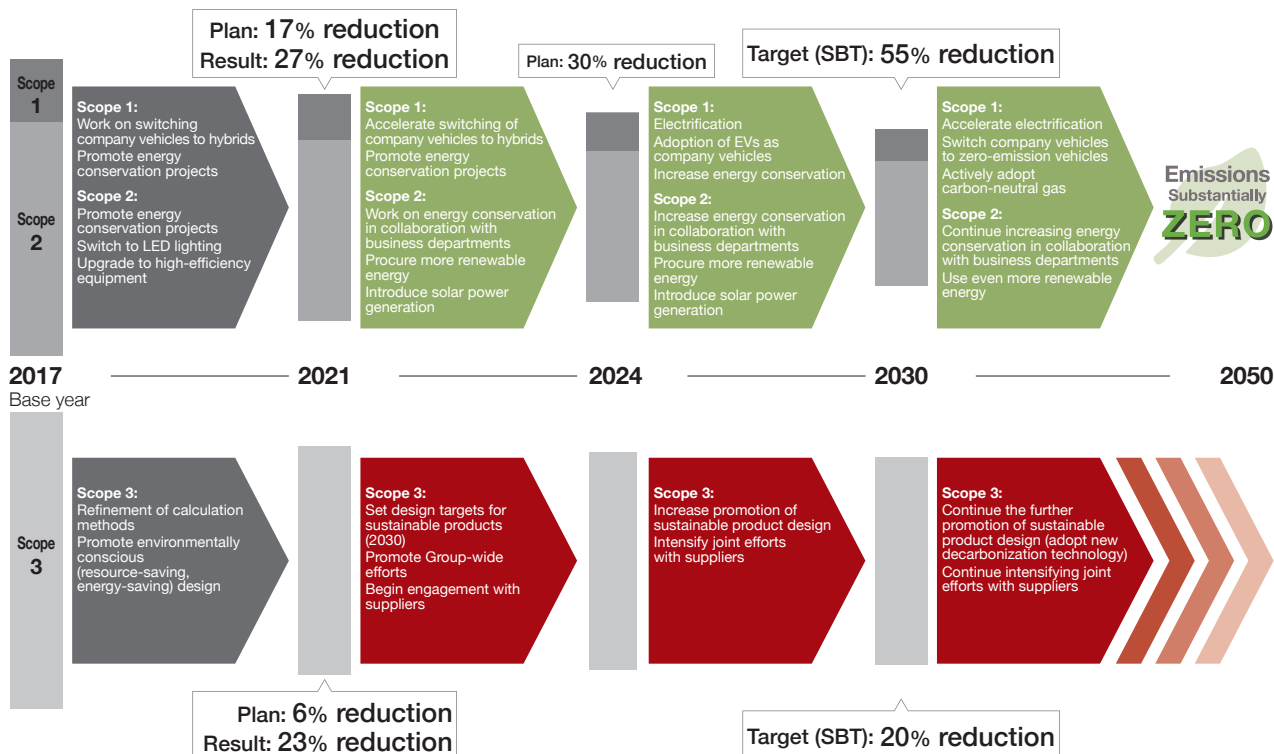 Plan: 17% reduction
Result: 27% reduction
Plan: 30% reduction
Target (SBT): 55% reduction
Scope
1
Scope
2
Scope 1:
Work on switching
company vehicles to hybrids
Promote energy
conservation projects
Scope 2:
Promote energy
conservation projects
Switch to LED lighting
Upgrade to high-efficiency
equipment
Scope 1:
Accelerate switching of
company vehicles to hybrids
Promote energy
conservation projects
Scope 2:
Work on energy conservation
in collaboration with
business departments
Procure more renewable
energy
Introduce solar power
generation
Scope 1:
Electrification
Adoption of EVs as
company vehicles
Increase energy conservation
Scope 2:
Increase energy conservation
in collaboration with
business departments
Procure more renewable
energy
Introduce solar power
generation
Scope 1:
Accelerate electrification
Switch company vehicles
to zero-emission vehicles
Actively adopt
carbon-neutral gas
Scope 2:
Continue increasing energy
conservation in collaboration
with business departments
Use even more renewable
energy
Emissions
Substantially
ZERO
2017
Base year
2021
2024
2030
2050
Scope
3
Scope 3:
Refinement of calculation
methods
Promote environmentally
conscious
(resource-saving,
energy-saving) design
Scope 3:
Set design targets for
sustainable products
(2030)
Promote Group-wide
efforts
Begin engagement with
suppliers
Scope 3:
Increase promotion of
sustainable product design
Intensify joint efforts
with suppliers
Scope 3:
Continue the further
promotion of sustainable
product design (adopt new
decarbonization technology)
Continue intensifying joint
efforts with suppliers
Plan: 6% reduction
Result: 23% reduction
Target (SBT): 20% reduction